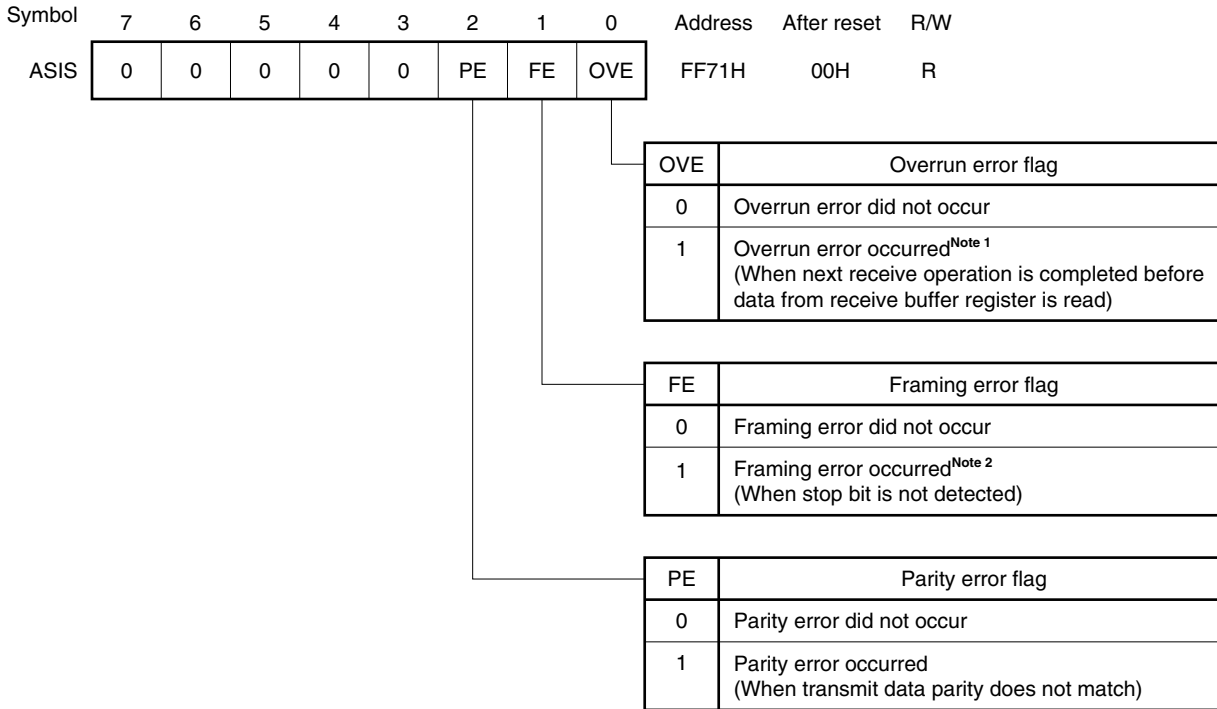 Symbol 7 6 5 4 3 2 1 0 Address After reset R/W
ASIS 0 0 0 0 0 PE FE OVE FF71H 00H R
OVE Overrun error flag
0 Overrun error did not occur
1 Overrun error occurredNote 1
(When next receive operation is completed before
data from receive buffer register is read)
FE Framing error flag
0 Framing error did not occur
1 Framing error occurredNote 2
(When stop bit is not detected)
PE Parity error flag
0 Parity error did not occur
1 Parity error occurred
(When transmit data parity does not match)